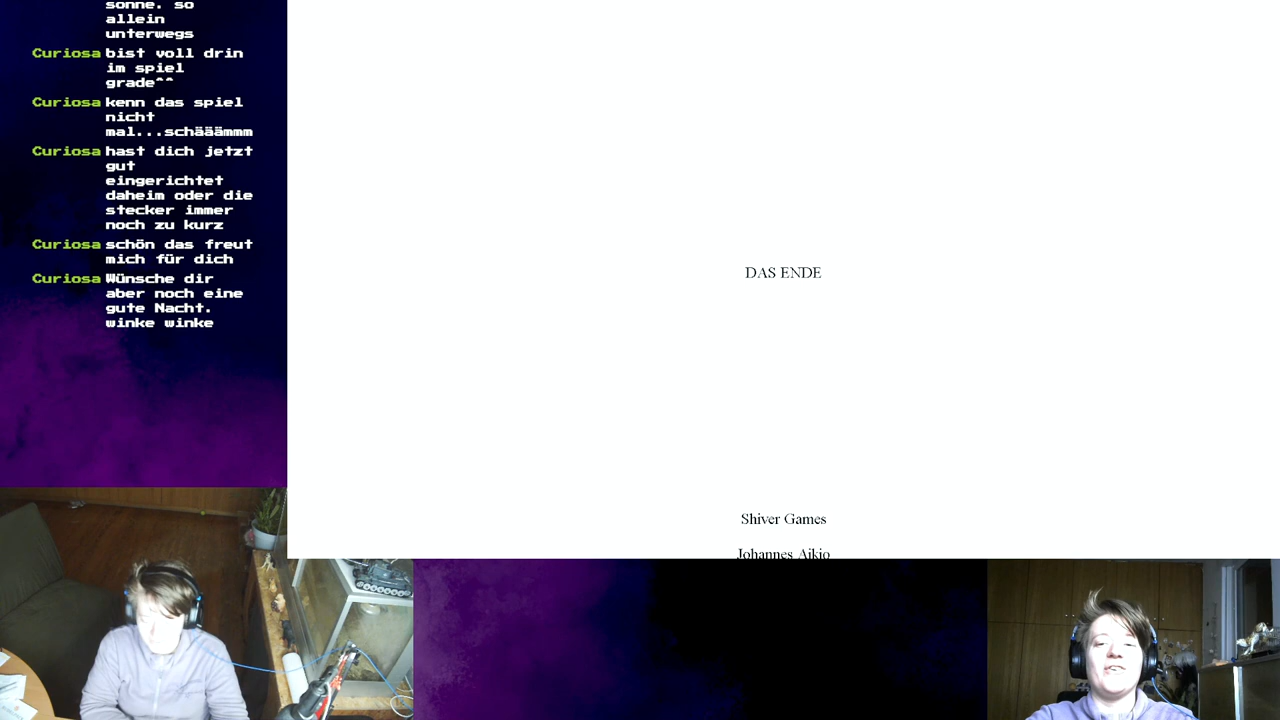 sonne. so
allein
unterwegs
Curiosa bist voll drin
im spiel
grade^^
Curiosa kenn das spiel
nicht
mal...schääämmm
Curiosa hast dich jetzt
gut
eingerichtet
daheim oder die
stecker immer
noch zu kurz
Curiosa schön das freut
mich für dich
Curiosa Wünsche dir
aber noch eine
gute Nacht.
winke winke
DAS ENDE
Shiver Games
Johannes Aikio